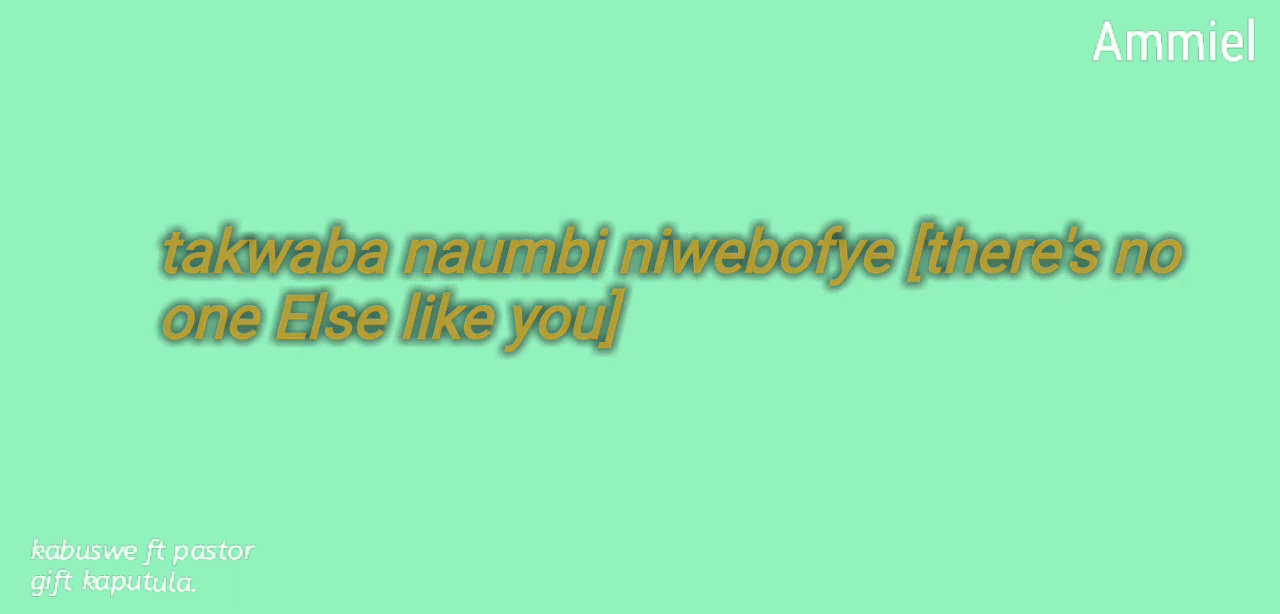 Ammiel
takwaba naumbi niwebofye [there's no
one Else like you]
kabuswe ft pastor
gift kaputula.